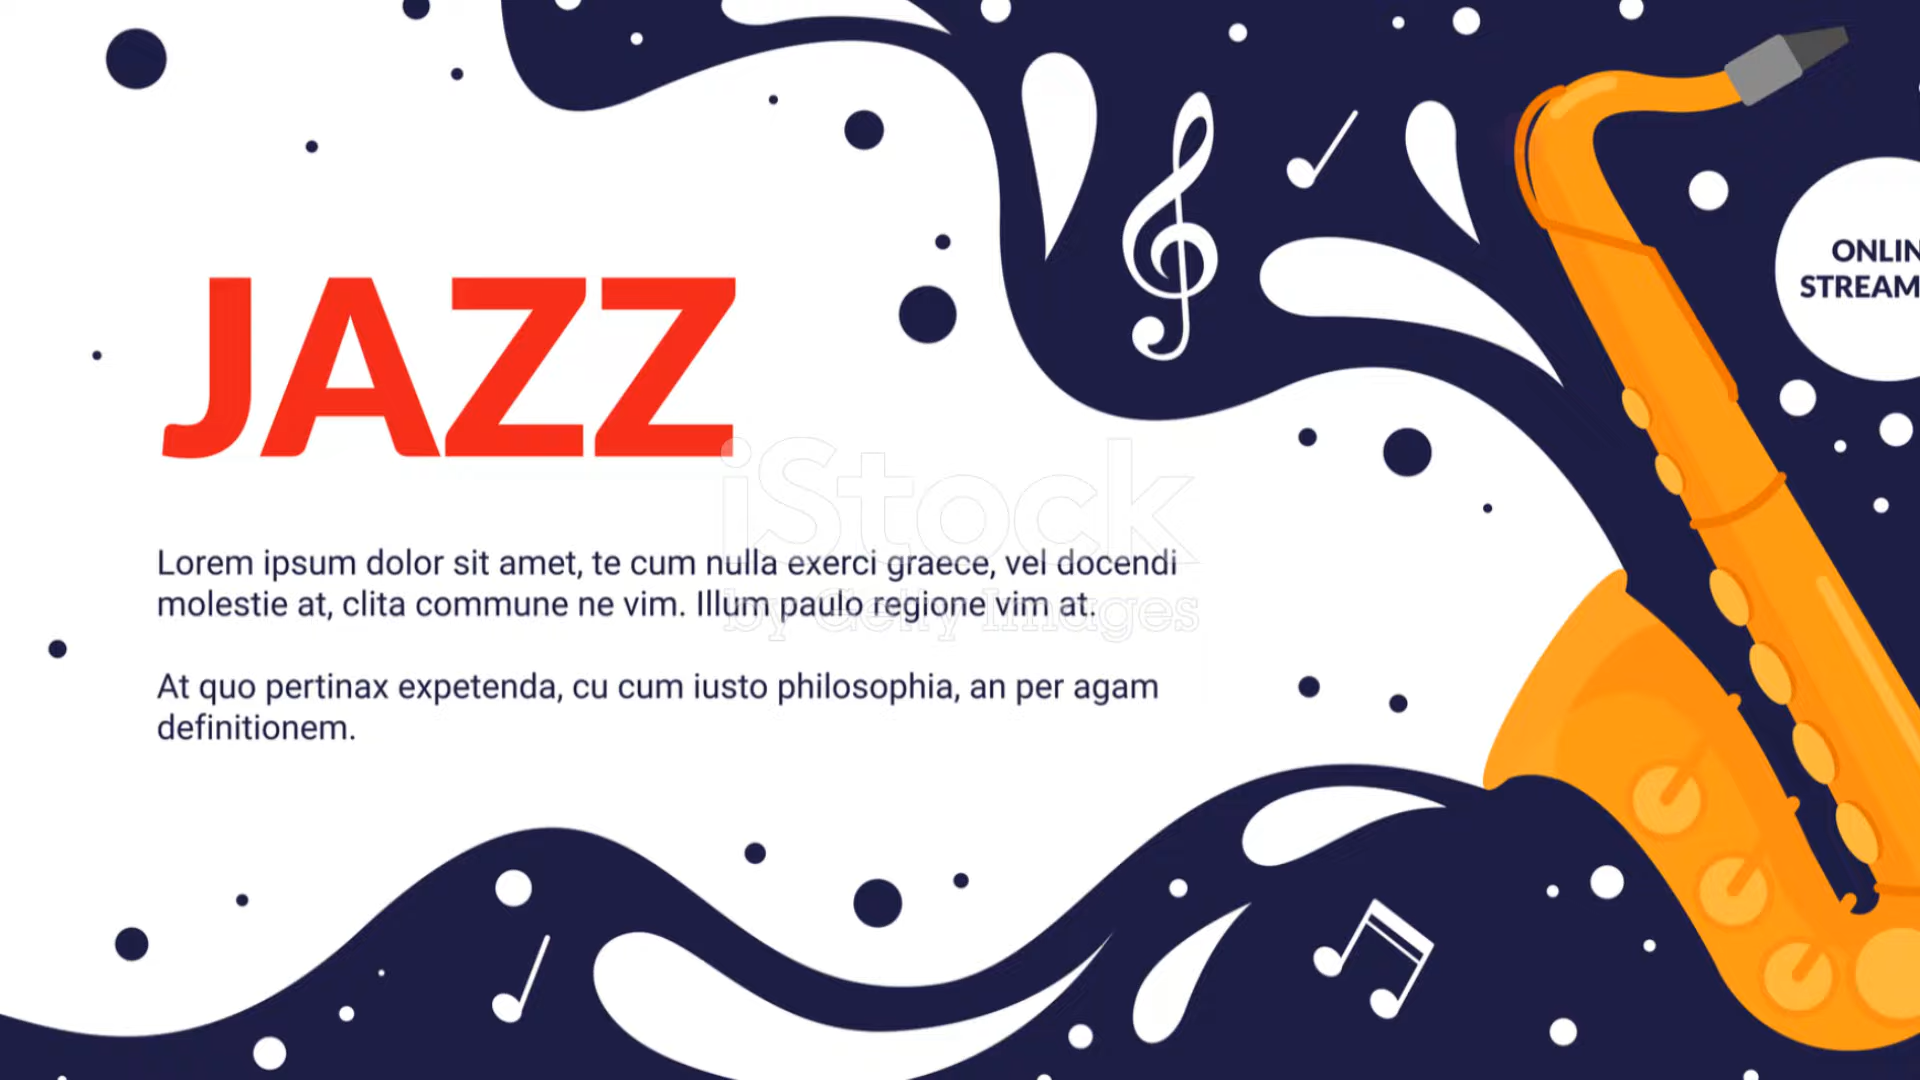 JAZZ
Lorem ipsum dolor sit amet, te cum nulla exerci graece, vel docendi
molestie at, clita commune ne vim. Illum paulo regione vim at.
At quo pertinax expetenda, cu cum iusto philosophia, an per agam
definitionem.
ONLIN
STREAM
iStock
by Getty Images